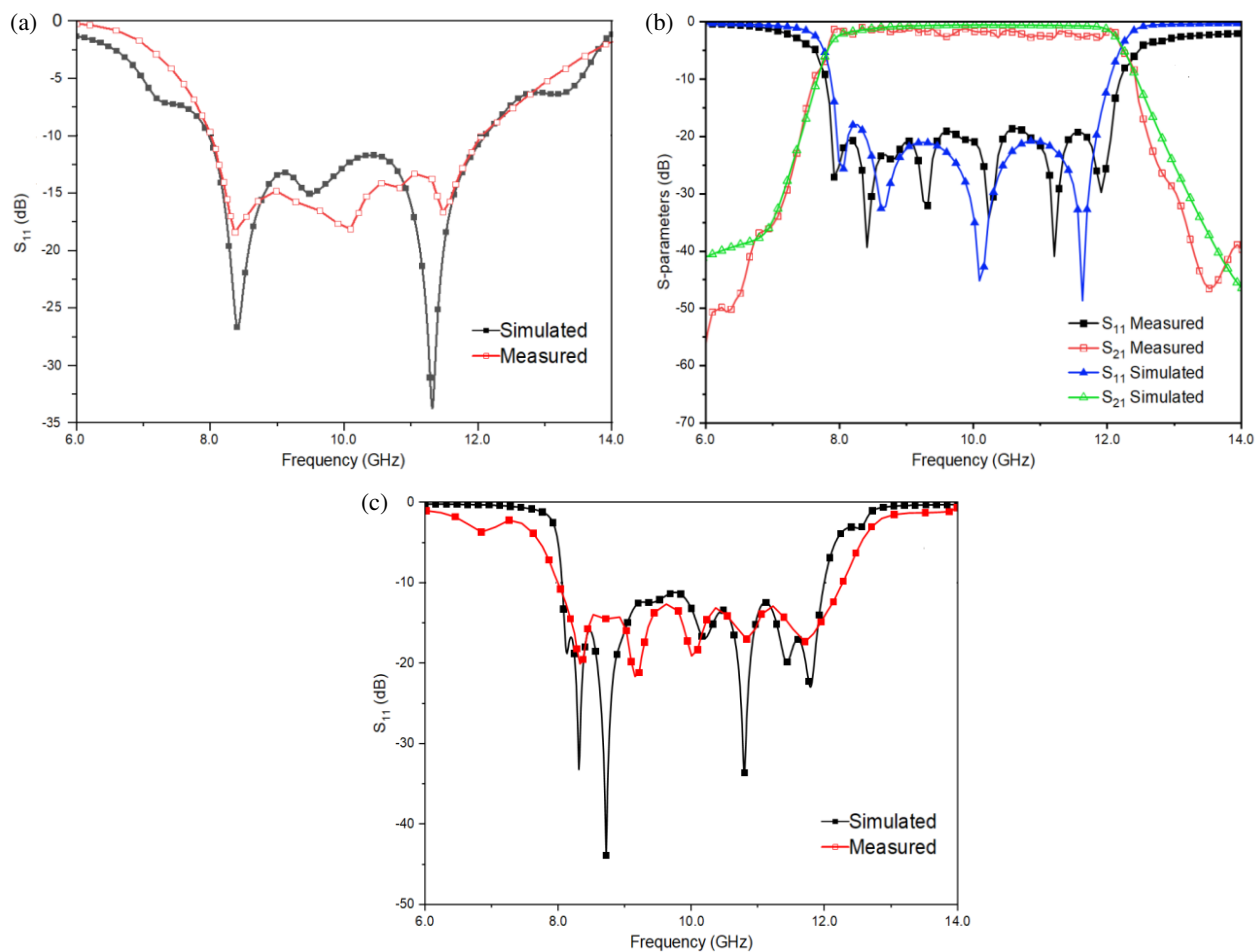 (a)
0
-5
-10
-15
-20
-25
-30
-35
S₁₁ (dB)
6.0 8.0 10.0 12.0 14.0
Frequency (GHz)
Simulated
Measured
(b)
0
-10
-20
-30
-40
-50
-60
-70
S-parameters (dB)
6.0 8.0 10.0 12.0 14.0
Frequency (GHz)
S₁₁ Measured
S₂₁ Measured
S₁₁ Simulated
S₂₁ Simulated
(c)
0
-10
-20
-30
-40
-50
S₁₁ (dB)
6.0 8.0 10.0 12.0 14.0
Frequency (GHz)
Simulated
Measured